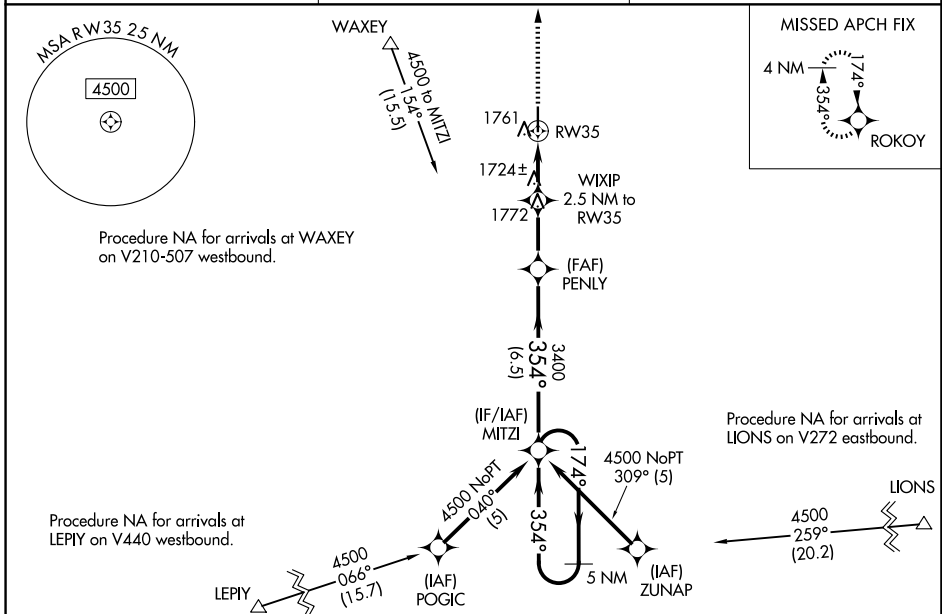 MSA RW35 25 NM
4500
WAXEY
4500 to MITZI
154°
(15.5)
MISSED APCH FIX
4 NM
174°
354°
ROKOY
1761
RW35
1724±
WIXIP
2.5 NM to
RW35
1772
Procedure NA for arrivals at WAXEY
on V210-507 westbound.
(FAF)
PENLY
3400
354°
(6.5)
(IF/IAF)
MITZI
Procedure NA for arrivals at
LIONS on V272 eastbound.
4500 NoPT
040°
(5)
174°
354°
4500 NoPT
309° (5)
LIONS
4500
259°
(20.2)
Procedure NA for arrivals at
LEPIY on V440 westbound.
4500
066°
(15.7)
LEPIY
(IAF)
POGIC
5 NM
(IAF)
ZUNAP